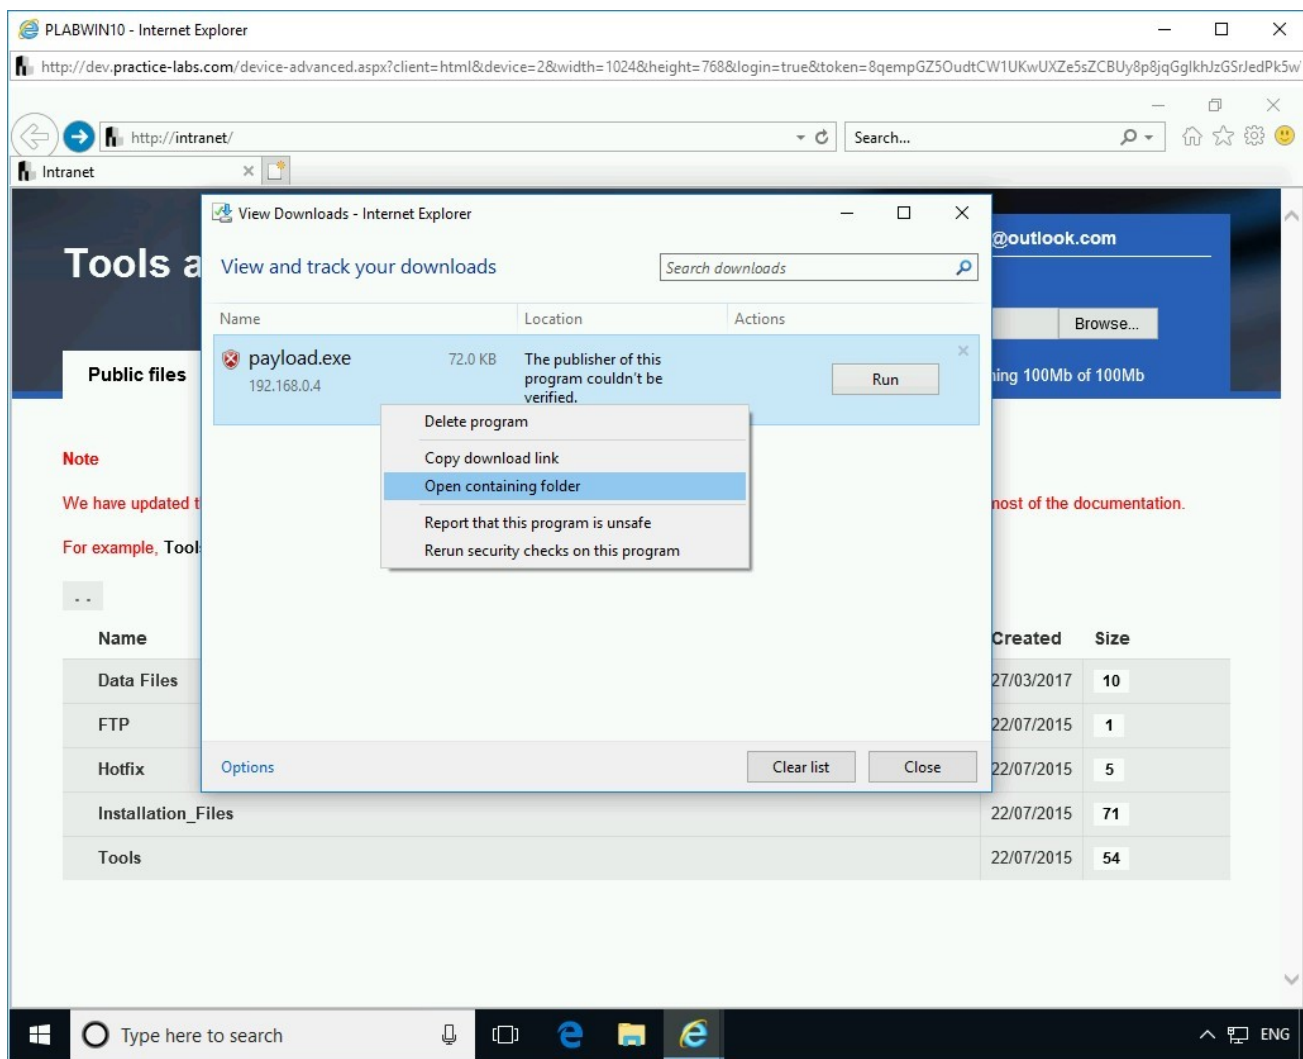 PLABWIN10 - Internet Explorer
http://dev.practice-labs.com/device-advanced.aspx?client=html&device=2&width=1024&height=768&login=true&token=8qempGZ5OudtCW1UKwUXZe5sZCBUy8p8jqGgIkhJzGSrJedPk5w
http://intranet/
Search...
Intranet
View Downloads - Internet Explorer
@outlook.com
Tools a
View and track your downloads
Search downloads
Name Location Actions
Browse...
payload.exe 72.0 KB The publisher of this
program couldn't be
verified.
192.168.0.4
Run
Public files
ing 100Mb of 100Mb
Delete program
Copy download link
Open containing folder
Report that this program is unsafe
Rerun security checks on this program
Note
We have updated t
most of the documentation.
For example, Tool
. .
Name Created Size
Data Files 27/03/2017 10
FTP 22/07/2015 1
Hotfix 22/07/2015 5
Options Clear list Close
Installation_Files 22/07/2015 71
Tools 22/07/2015 54
Type here to search
ENG